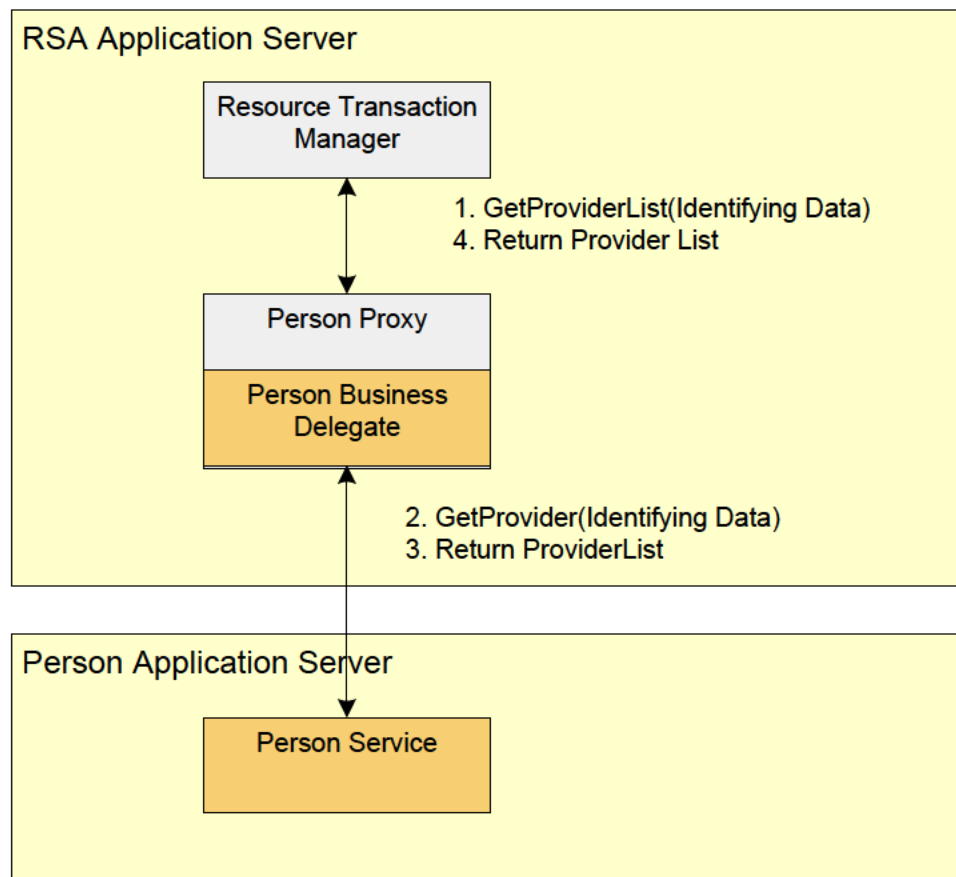 RSA Application Server
Resource Transaction
Manager
1. GetProviderList(Identifying Data)
4. Return Provider List
Person Proxy
Person Business
Delegate
2. GetProvider(Identifying Data)
3. Return ProviderList
Person Application Server
Person Service